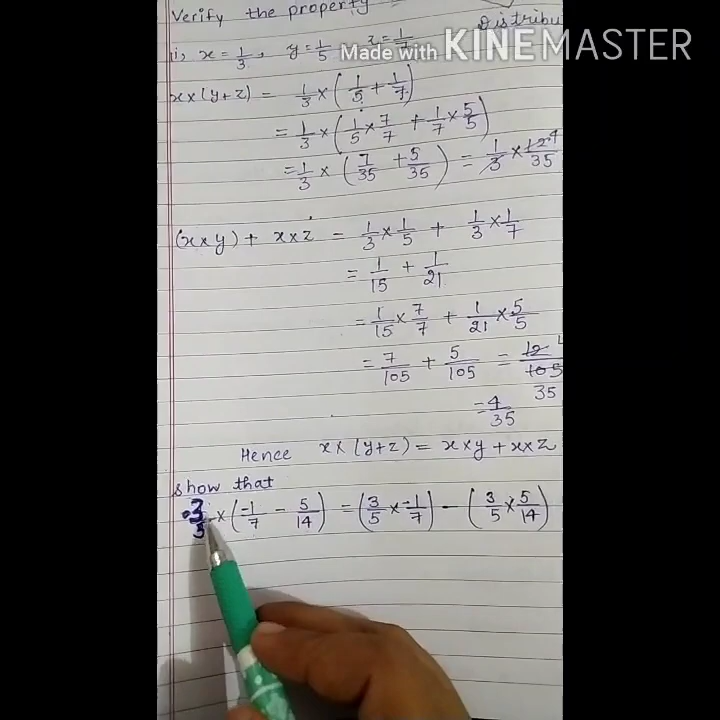 Verify the property
Distribu
ii) x = 1/3, y = 1/5 z = 1/7
Made with KINEMASTER
x×(y+z) = 1/3 × (1/5 + 1/7)
= 1/3 × (1/5 × 7/7 + 1/7 × 5/5)
= 1/3 × (7/35 + 5/35) = 1/3 × 12 4/35
(x×y) + x×z = 1/3 × 1/5 + 1/3 × 1/7
= 1/15 + 1/21
= 1/15 × 7/7 + 1/21 × 5/5
= 7/105 + 5/105 = 12/105
35
= 4/35
Hence x×(y+z) = x×y + x×z
show that
3/5 × (-1/7 - 5/14) = (3/5 × -1/7) - (3/5 × 5/14)